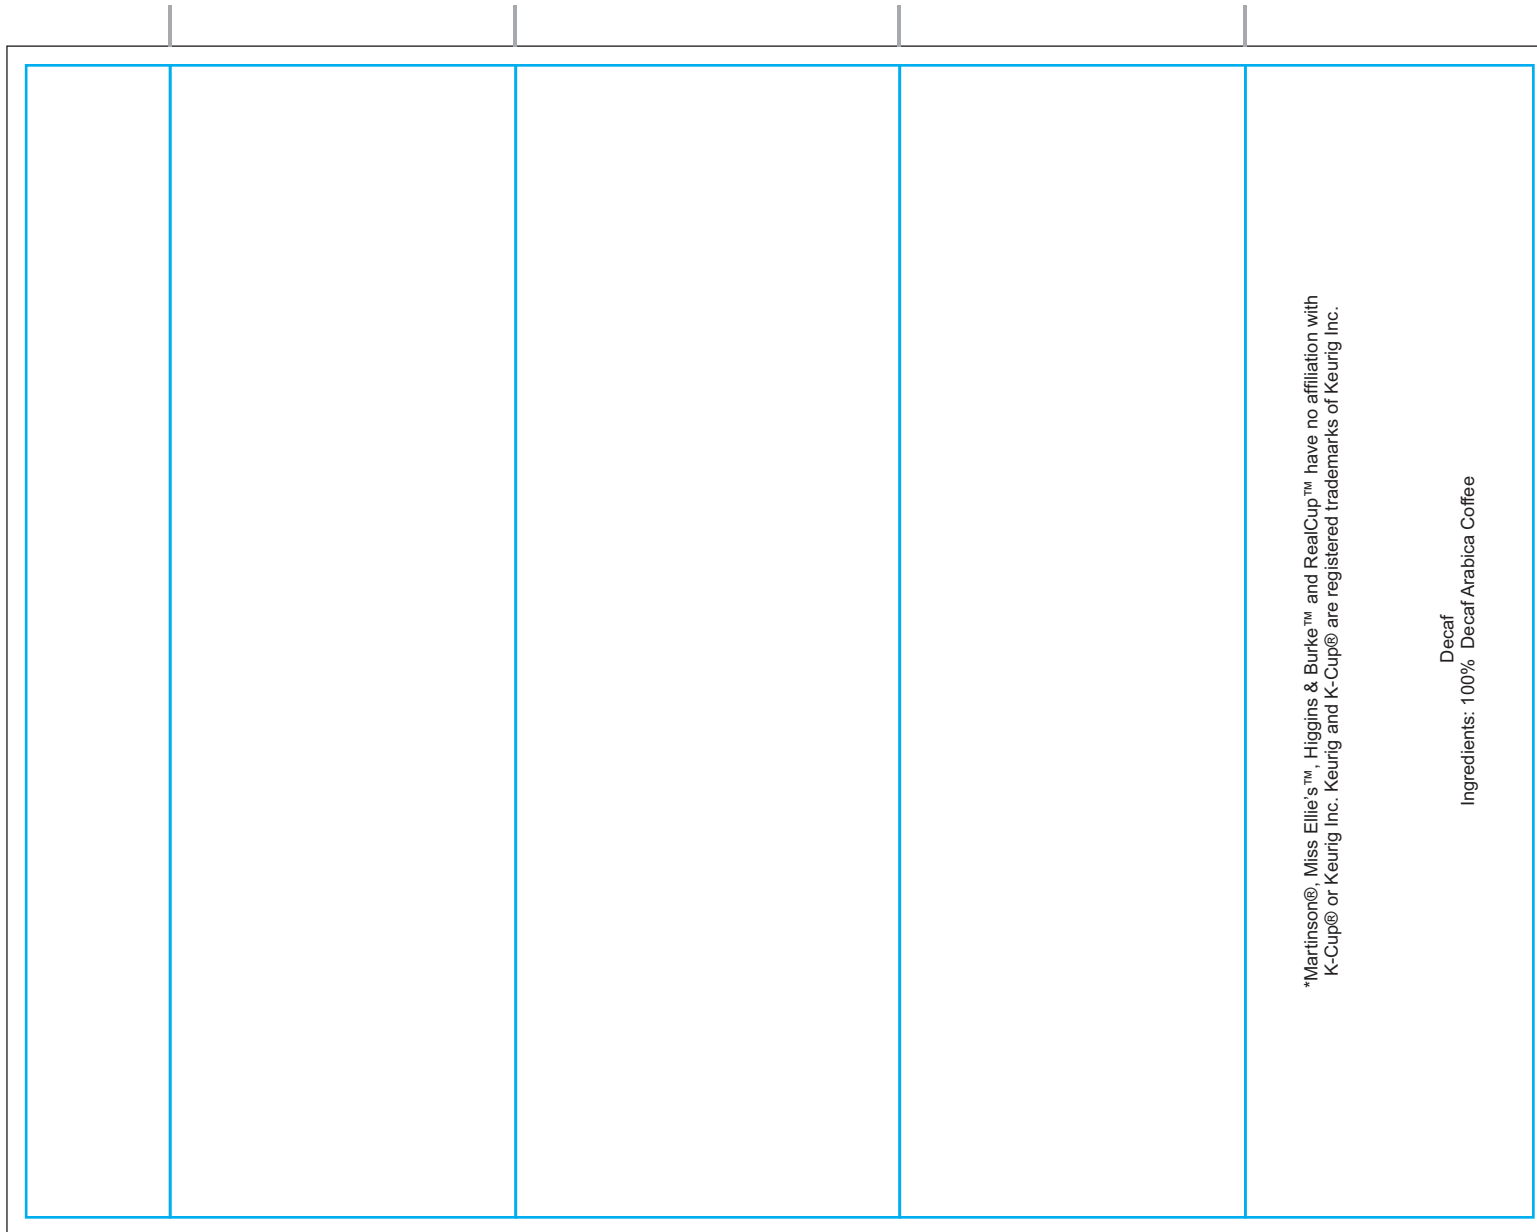 *Martinson®, Miss Ellie’s™, Higgins & Burke™ and RealCup™ have no affiliation with
K-Cup® or Keurig Inc. Keurig and K-Cup® are registered trademarks of Keurig Inc.
Decaf
Ingredients: 100%  Decaf Arabica Coffee